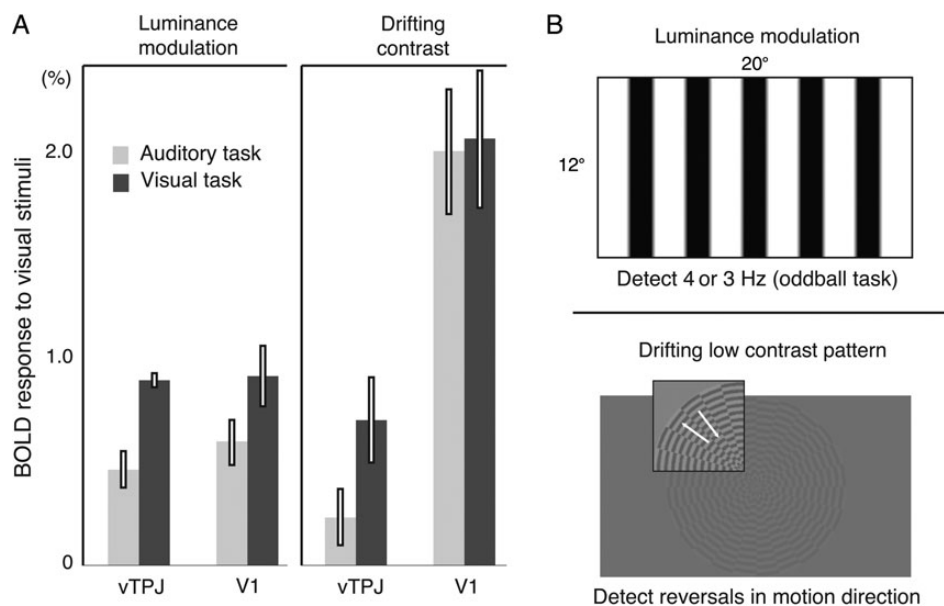 A
Luminance
modulation
Drifting
contrast
(%)
BOLD response to visual stimuli
2.0
1.0
0
Auditory task
Visual task
vTPJ
V1
vTPJ
V1
B
Luminance modulation
20°
12°
Detect 4 or 3 Hz (oddball task)
Drifting low contrast pattern
Detect reversals in motion direction